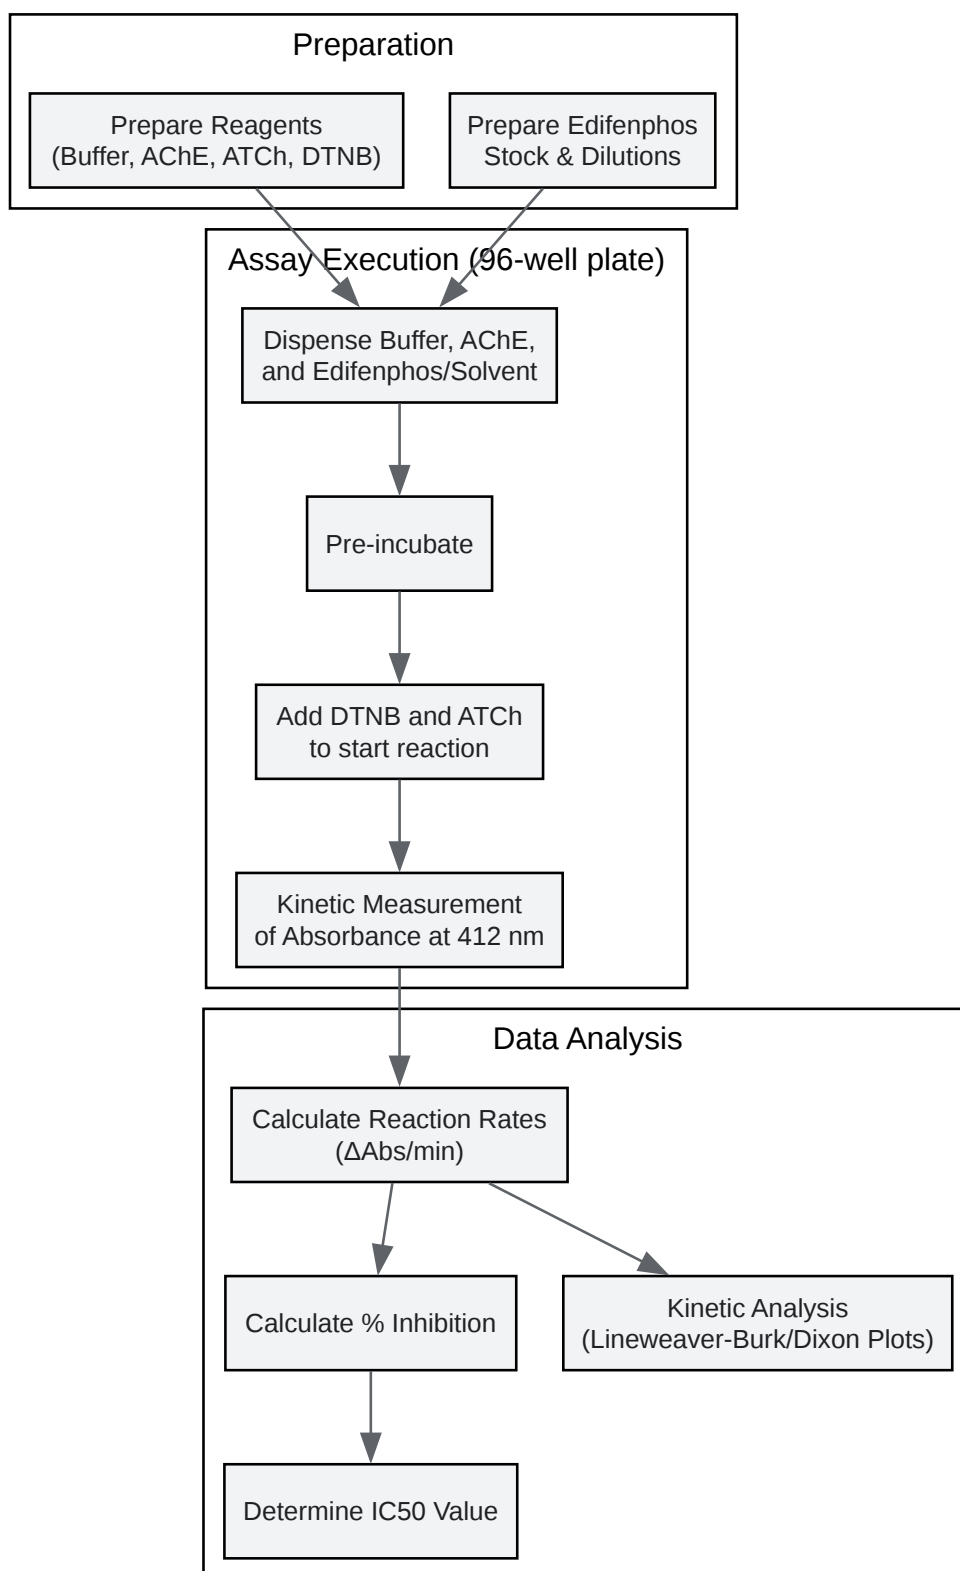 Preparation
Prepare Reagents
(Buffer, AChE, ATCh, DTNB)
Prepare Edifenphos
Stock & Dilutions
Assay Execution (96-well plate)
Dispense Buffer, AChE,
and Edifenphos/Solvent
Pre-incubate
Add DTNB and ATCh
to start reaction
Kinetic Measurement
of Absorbance at 412 nm
Data Analysis
Calculate Reaction Rates
(ΔAbs/min)
Calculate % Inhibition
Kinetic Analysis
(Lineweaver-Burk/Dixon Plots)
Determine IC50 Value